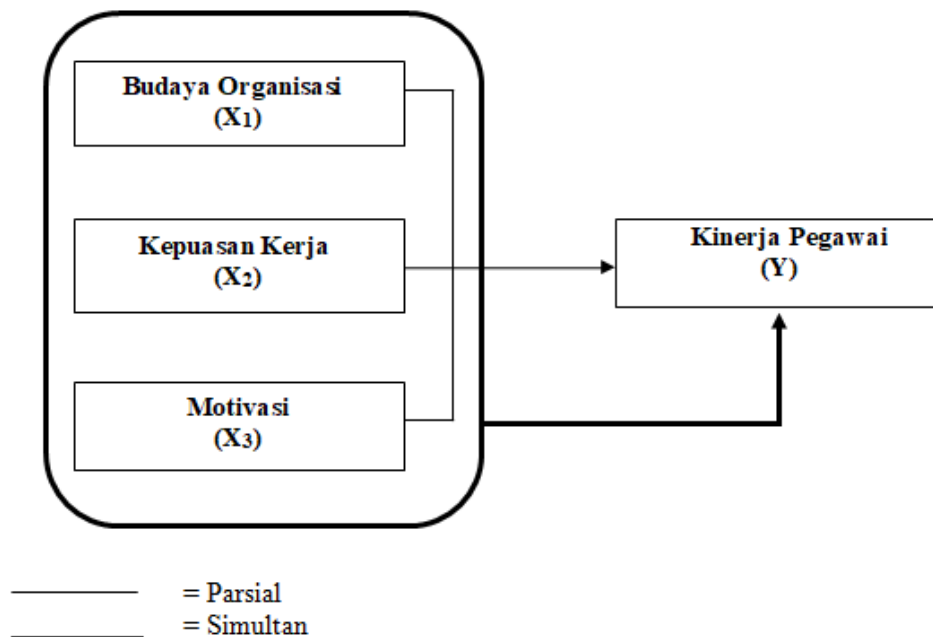 Budaya Organisasi
(X1)
Kepuasan Kerja
(X2)
Motivasi
(X3)
Kinerja Pegawai
(Y)
= Parsial
= Simultan